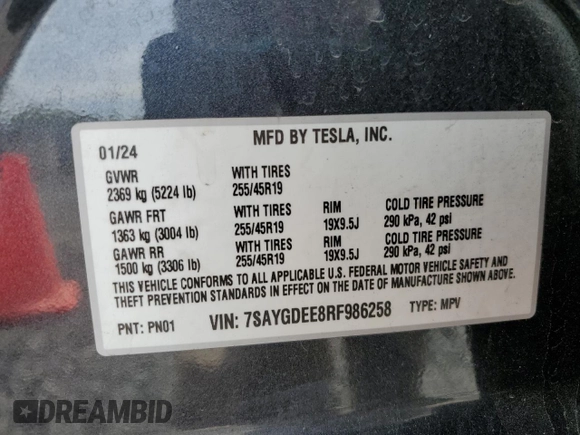 MFD BY TESLA, INC.
01/24
GVWR WITH TIRES
2369 kg (5224 lb) 255/45R19
GAWR FRT WITH TIRES RIM COLD TIRE PRESSURE
1363 kg (3004 lb) 255/45R19 19X9.5J 290 kPa, 42 psi
GAWR RR WITH TIRES RIM COLD TIRE PRESSURE
1500 kg (3306 lb) 255/45R19 19X9.5J 290 kPa, 42 psi
THIS VEHICLE CONFORMS TO ALL APPLICABLE U.S. FEDERAL MOTOR VEHICLE SAFETY AND
THEFT PREVENTION STANDARDS IN EFFECT ON THE DATE OF MANUFACTURE SHOWN ABOVE.
PNT: PN01 VIN: 7SAYGDEE8RF986258 TYPE: MPV
DREAMBID